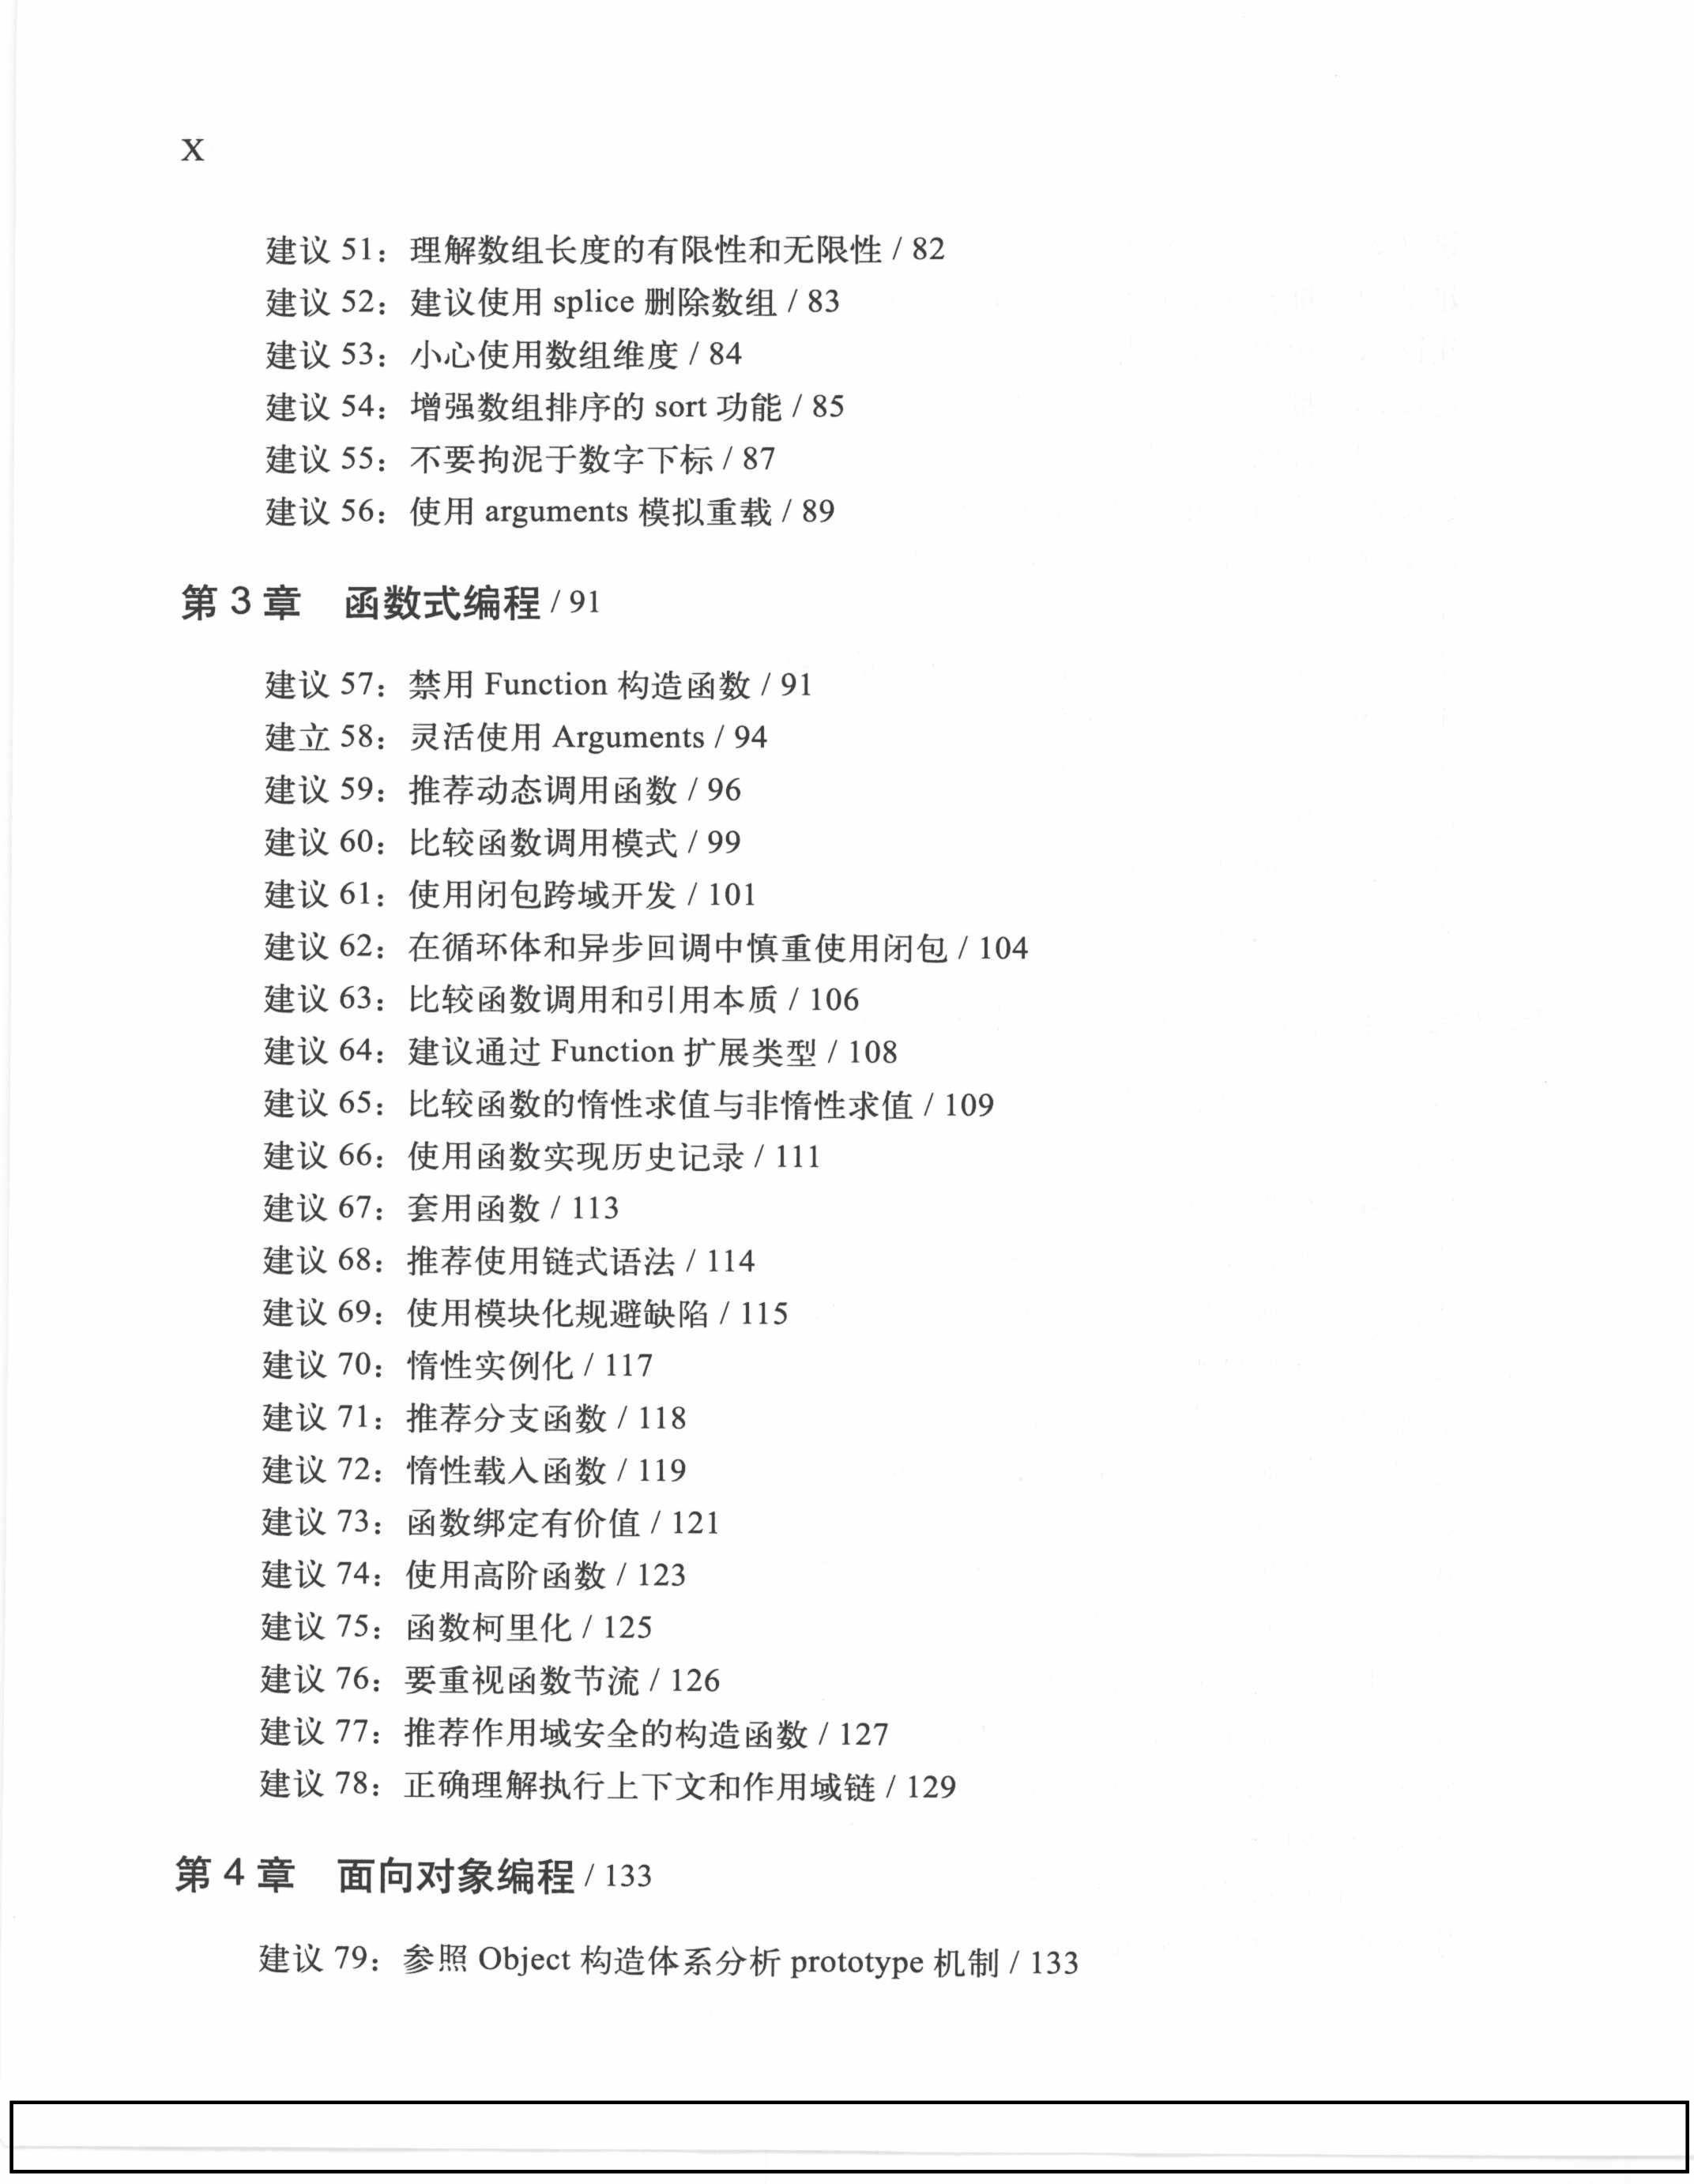 X
建议 51：理解数组长度的有限性和无限性 / 82
建议 52：建议使用 splice 删除数组 / 83
建议 53：小心使用数组维度 / 84
建议 54：增强数组排序的 sort 功能 / 85
建议 55：不要拘泥于数字下标 / 87
建议 56：使用 arguments 模拟重载 / 89
第 3 章　函数式编程 / 91
建议 57：禁用 Function 构造函数 / 91
建立 58：灵活使用 Arguments / 94
建议 59：推荐动态调用函数 / 96
建议 60：比较函数调用模式 / 99
建议 61：使用闭包跨域开发 / 101
建议 62：在循环体和异步回调中慎重使用闭包 / 104
建议 63：比较函数调用和引用本质 / 106
建议 64：建议通过 Function 扩展类型 / 108
建议 65：比较函数的惰性求值与非惰性求值 / 109
建议 66：使用函数实现历史记录 / 111
建议 67：套用函数 / 113
建议 68：推荐使用链式语法 / 114
建议 69：使用模块化规避缺陷 / 115
建议 70：惰性实例化 / 117
建议 71：推荐分支函数 / 118
建议 72：惰性载入函数 / 119
建议 73：函数绑定有价值 / 121
建议 74：使用高阶函数 / 123
建议 75：函数柯里化 / 125
建议 76：要重视函数节流 / 126
建议 77：推荐作用域安全的构造函数 / 127
建议 78：正确理解执行上下文和作用域链 / 129
第 4 章　面向对象编程 / 133
建议 79：参照 Object 构造体系分析 prototype 机制 / 133